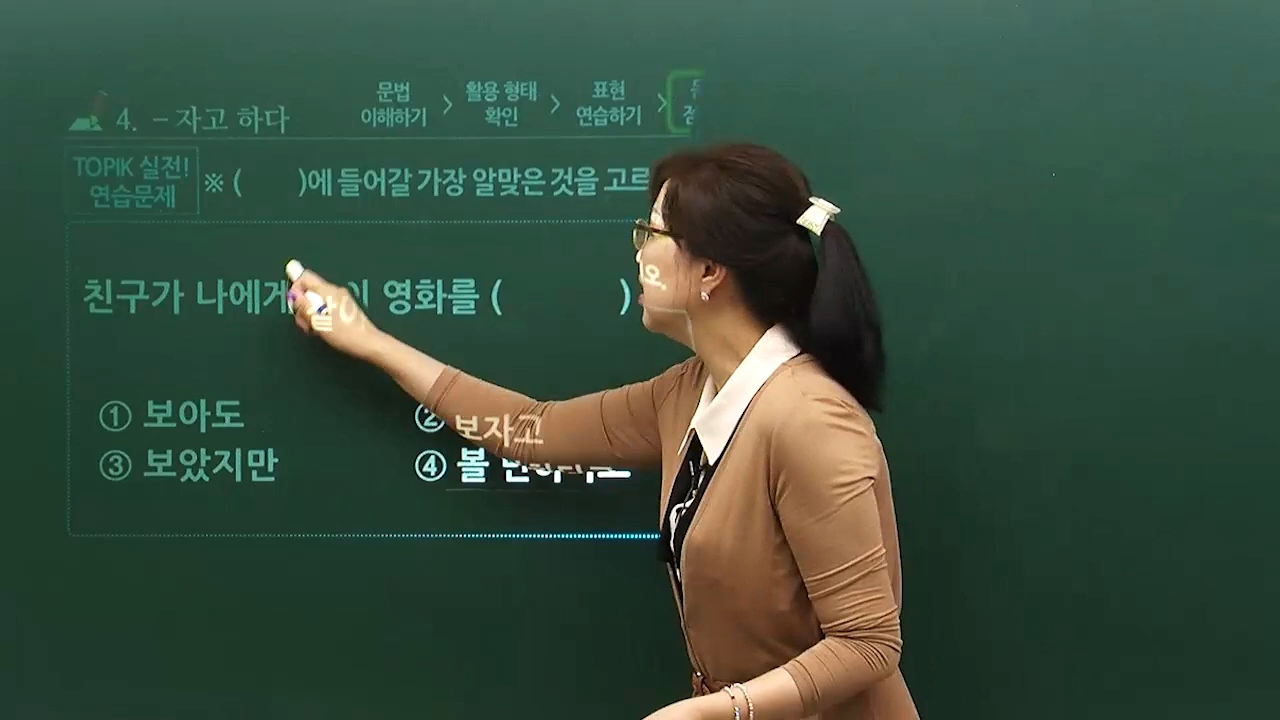 4. - 자고 하다
문법 이해하기 > 활용 형태 확인 > 표현 연습하기 >
TOPIK 실전! 연습문제
※ ( )에 들어갈 가장 알맞은 것을 고르 오.
친구가 나에게 같이 영화를 ( )
① 보아도 ② 보자고
③ 보았지만 ④ 볼